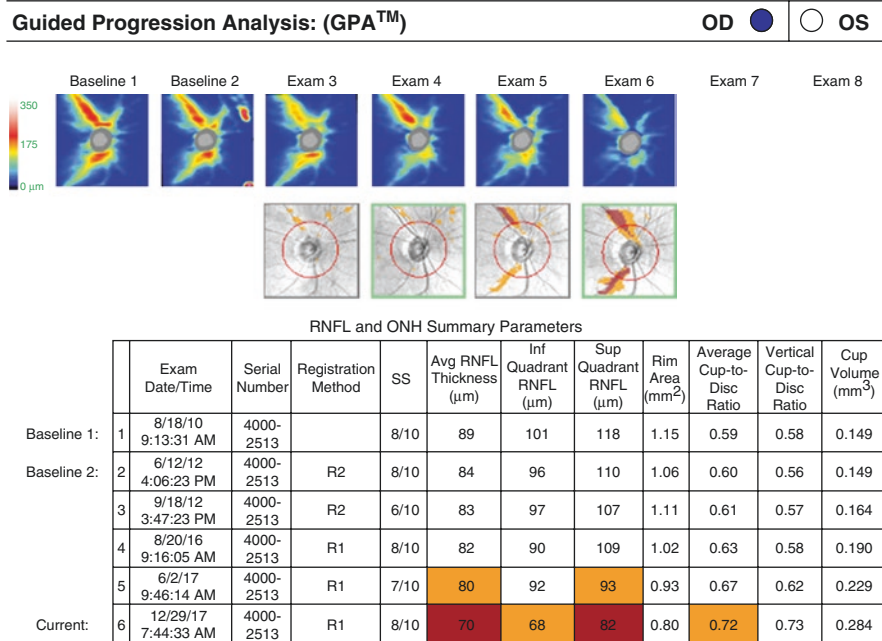 Guided Progression Analysis: (GPA™) OD OS
Baseline 1 Baseline 2 Exam 3 Exam 4 Exam 5 Exam 6 Exam 7 Exam 8
350
175
0 μm
RNFL and ONH Summary Parameters
Exam Date/Time Serial Number Registration Method SS Avg RNFL Thickness (μm) Inf Quadrant RNFL (μm) Sup Quadrant RNFL (μm) Rim Area (mm²) Average Cup-to-Disc Ratio Vertical Cup-to-Disc Ratio Cup Volume (mm³)
Baseline 1: 1 8/18/10 9:13:31 AM 4000-2513 8/10 89 101 118 1.15 0.59 0.58 0.149
Baseline 2: 2 6/12/12 4:06:23 PM 4000-2513 R2 8/10 84 96 110 1.06 0.60 0.56 0.149
3 9/18/12 3:47:23 PM 4000-2513 R2 6/10 83 97 107 1.11 0.61 0.57 0.164
4 8/20/16 9:16:05 AM 4000-2513 R1 8/10 82 90 109 1.02 0.63 0.58 0.190
5 6/2/17 9:46:14 AM 4000-2513 R1 7/10 80 92 93 0.93 0.67 0.62 0.229
Current: 6 12/29/17 7:44:33 AM 4000-2513 R1 8/10 70 68 82 0.80 0.72 0.73 0.284